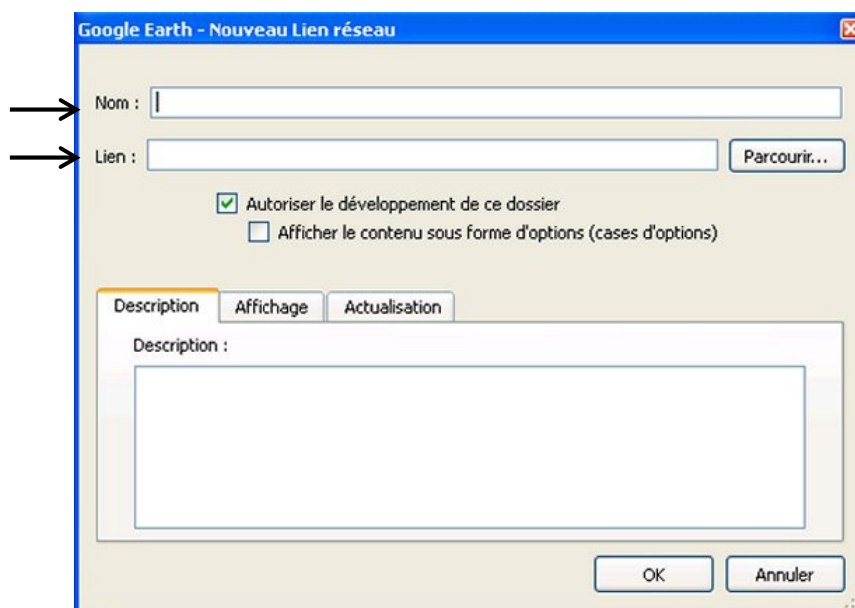 Google Earth - Nouveau Lien réseau
Nom :
Lien : Parcourir...
Autoriser le développement de ce dossier
Afficher le contenu sous forme d'options (cases d'options)
Description Affichage Actualisation
Description :
OK Annuler